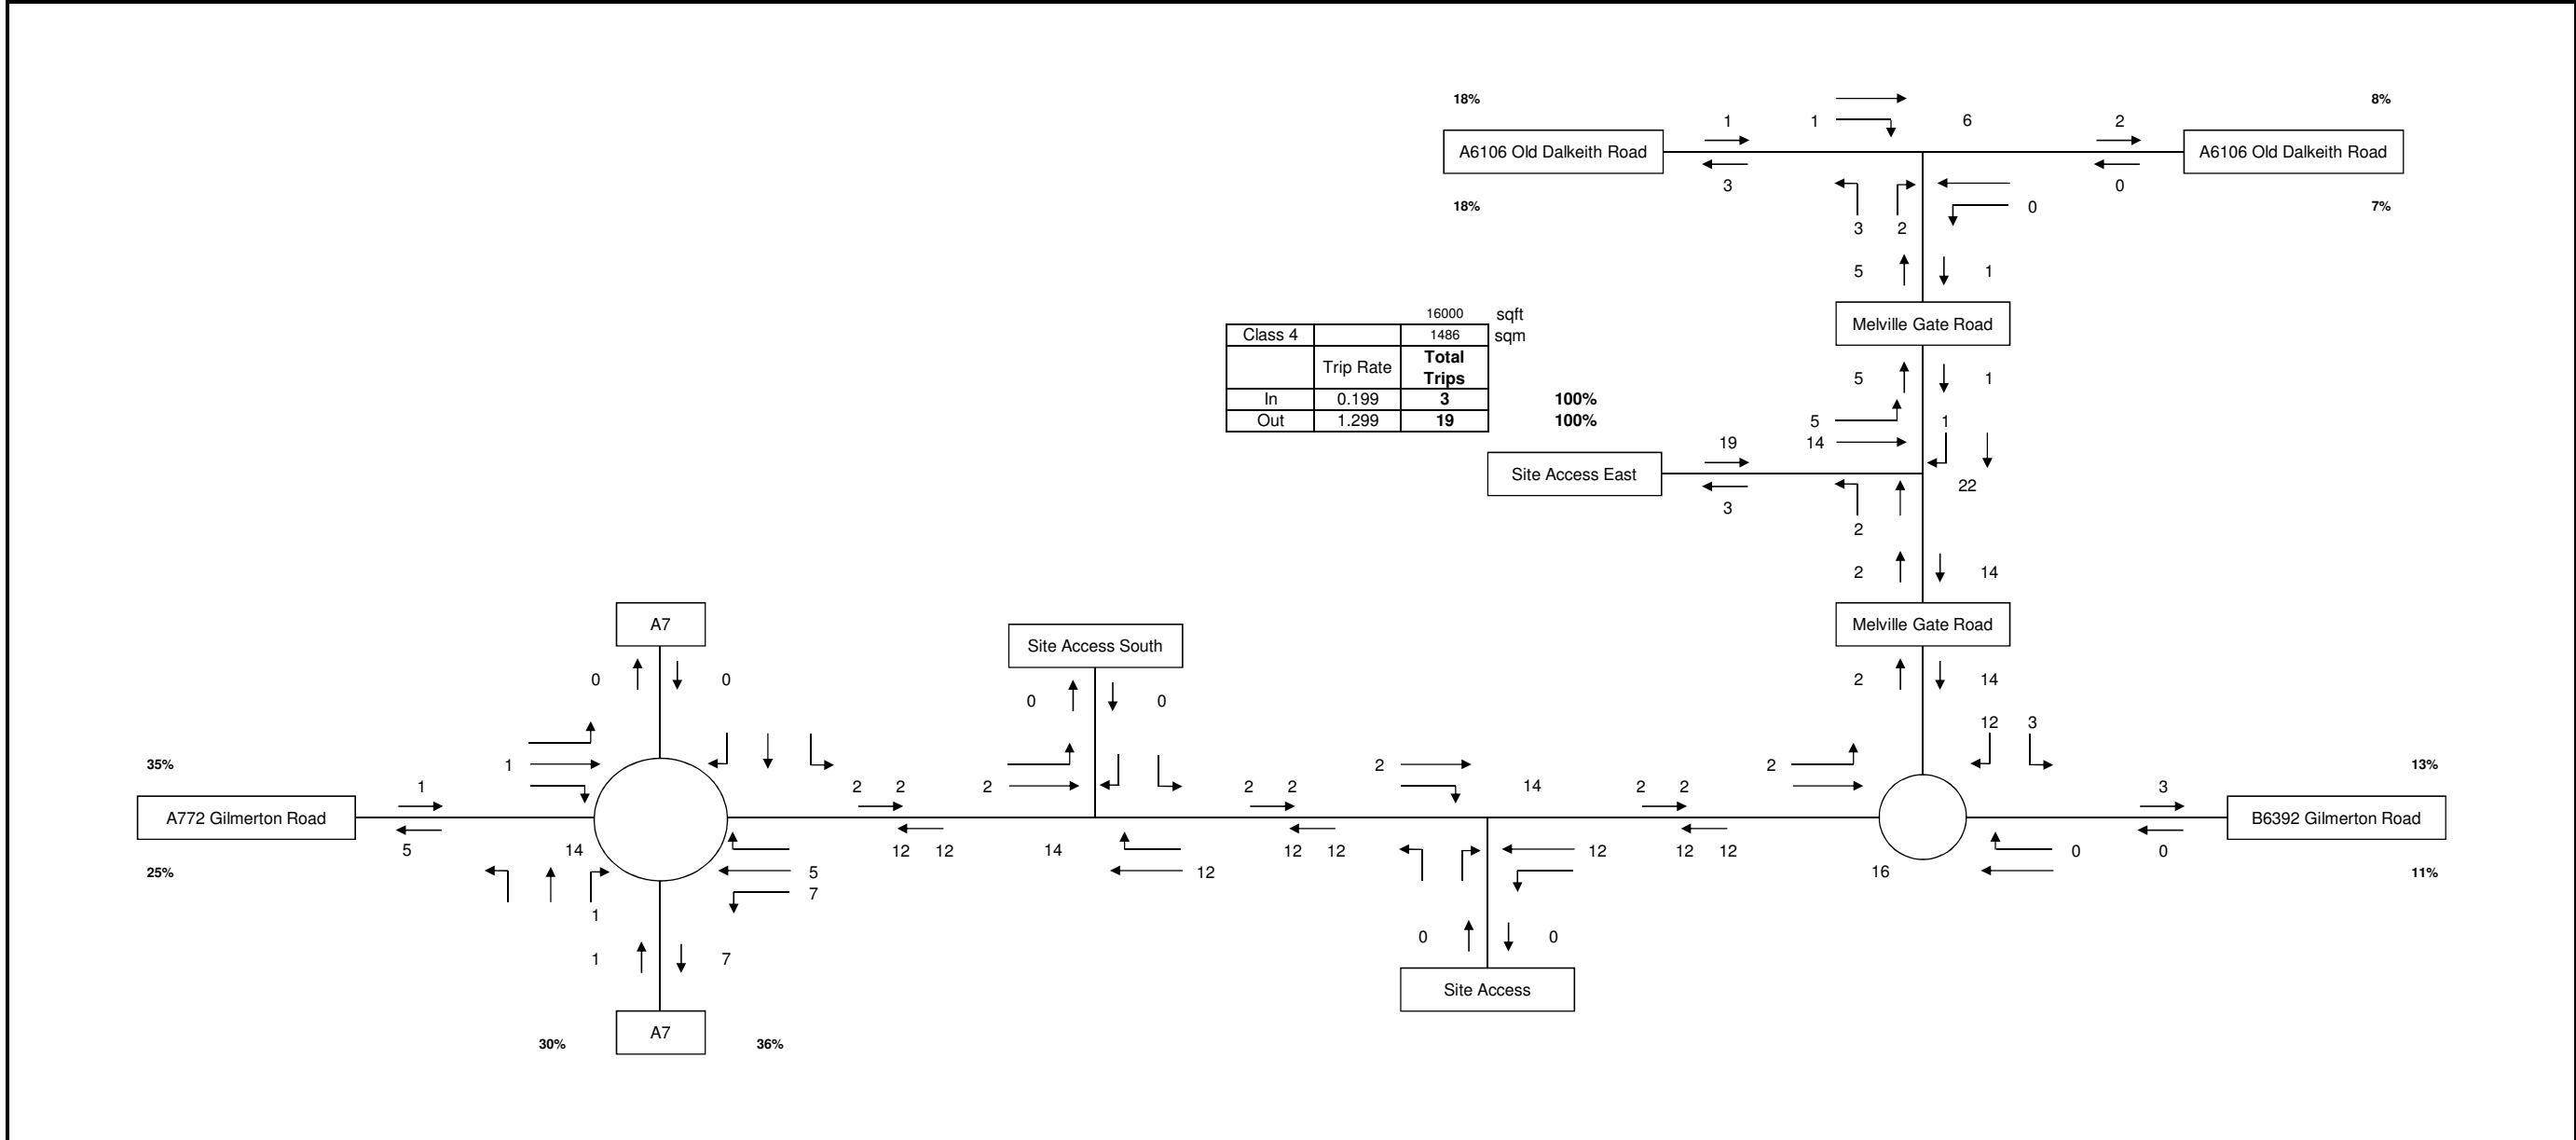 18% 8%
1 1 6 2
A6106 Old Dalkeith Road A6106 Old Dalkeith Road
3 0
18% 0 7%
3 2
5 1
16000 sqft
Melville Gate Road
Class 4 1486 sqm
Trip Rate Total Trips
5 1
In 0.199 3 100%
Out 1.299 19 100% 5 1
19 14
Site Access East
22
3
2
2 14
A7 Melville Gate Road
Site Access South
0 0 2 14
0 0
12 3
35% 1 2 2 13%
1 2 2 2 2 2 14 2 2 3
A772 Gilmerton Road B6392 Gilmerton Road
5 14 12 12 14 12 12 12 12 12 0 0
25% 5 12 16 11%
7
1
0 0
1 7
Site Access
A7
30% 36%